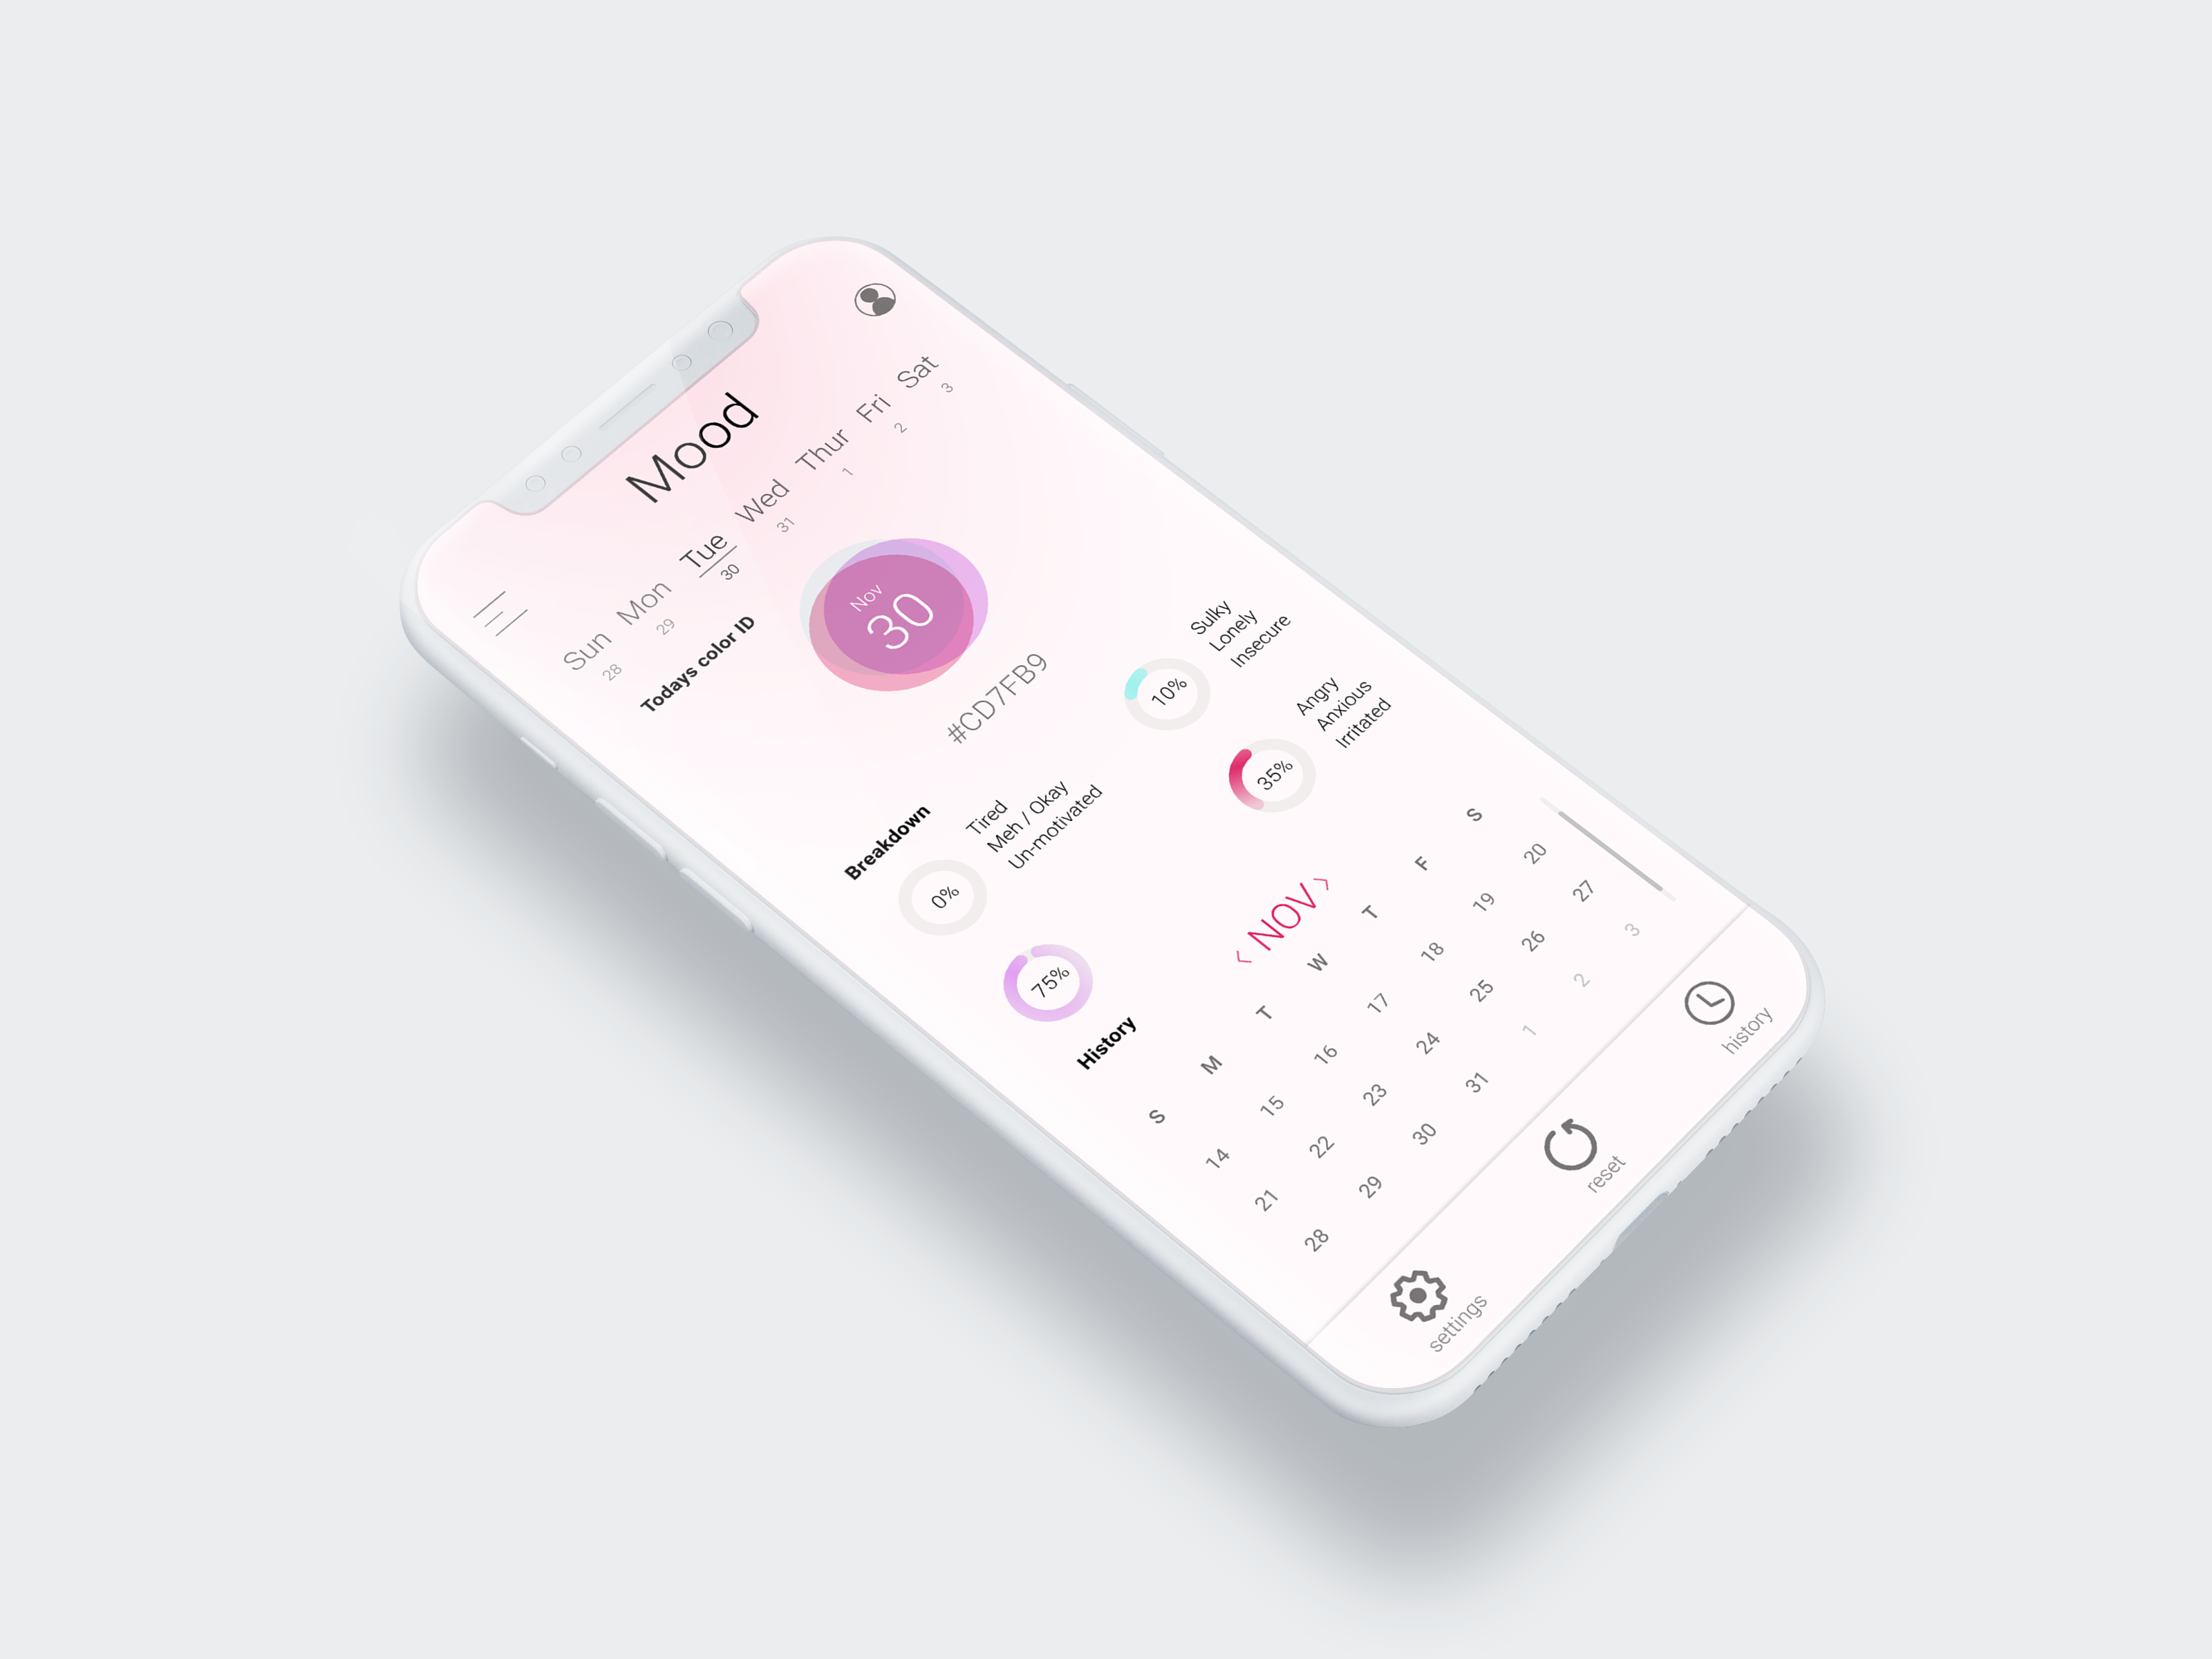 Mood
Sun Mon Tue Wed Thur Fri Sat
28 29 30 31 1 2 3
Todays color ID
Nov
30
#CD7FB9
Breakdown
0%
Tired
Meh / Okay
Un-motivated
10%
Sulky
Lonely
Insecure
75%
35%
Angry
Anxious
Irritated
History
< NOV >
S M T W T F S
14 15 16 17 18 19 20
21 22 23 24 25 26 27
28 29 30 31 1 2 3
settings reset history